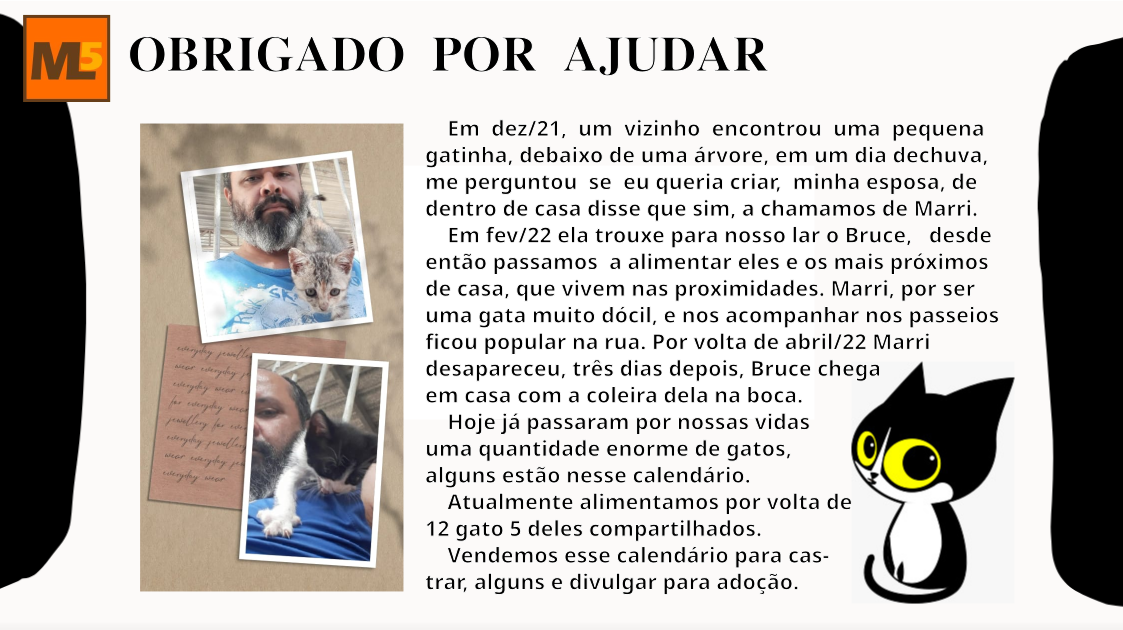 ML5
OBRIGADO POR AJUDAR
Em dez/21, um vizinho encontrou uma pequena
gatinha, debaixo de uma árvore, em um dia dechuva,
me perguntou se eu queria criar, minha esposa, de
dentro de casa disse que sim, a chamamos de Marri.
Em fev/22 ela trouxe para nosso lar o Bruce, desde
então passamos a alimentar eles e os mais próximos
de casa, que vivem nas proximidades. Marri, por ser
uma gata muito dócil, e nos acompanhar nos passeios
ficou popular na rua. Por volta de abril/22 Marri
desapareceu, três dias depois, Bruce chega
em casa com a coleira dela na boca.
Hoje já passaram por nossas vidas
uma quantidade enorme de gatos,
alguns estão nesse calendário.
Atualmente alimentamos por volta de
12 gato 5 deles compartilhados.
Vendemos esse calendário para cas-
trar, alguns e divulgar para adoção.